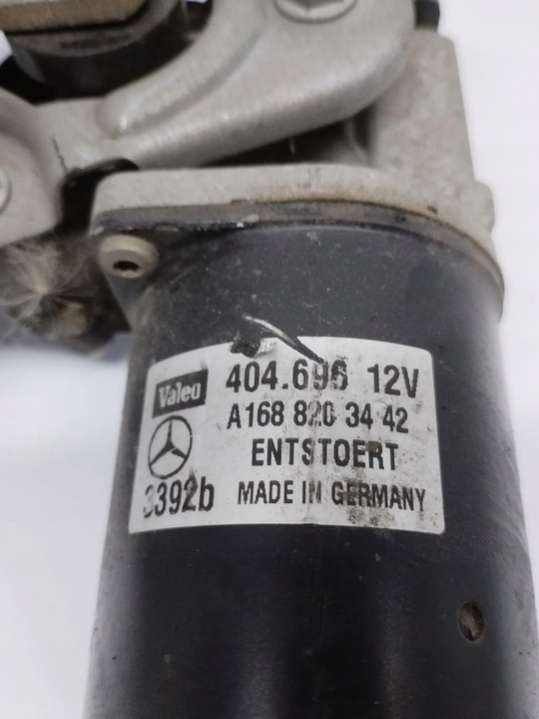 Valeo 404.696 12V
A168 820 34 42
ENTSTOERT
3392b MADE IN GERMANY